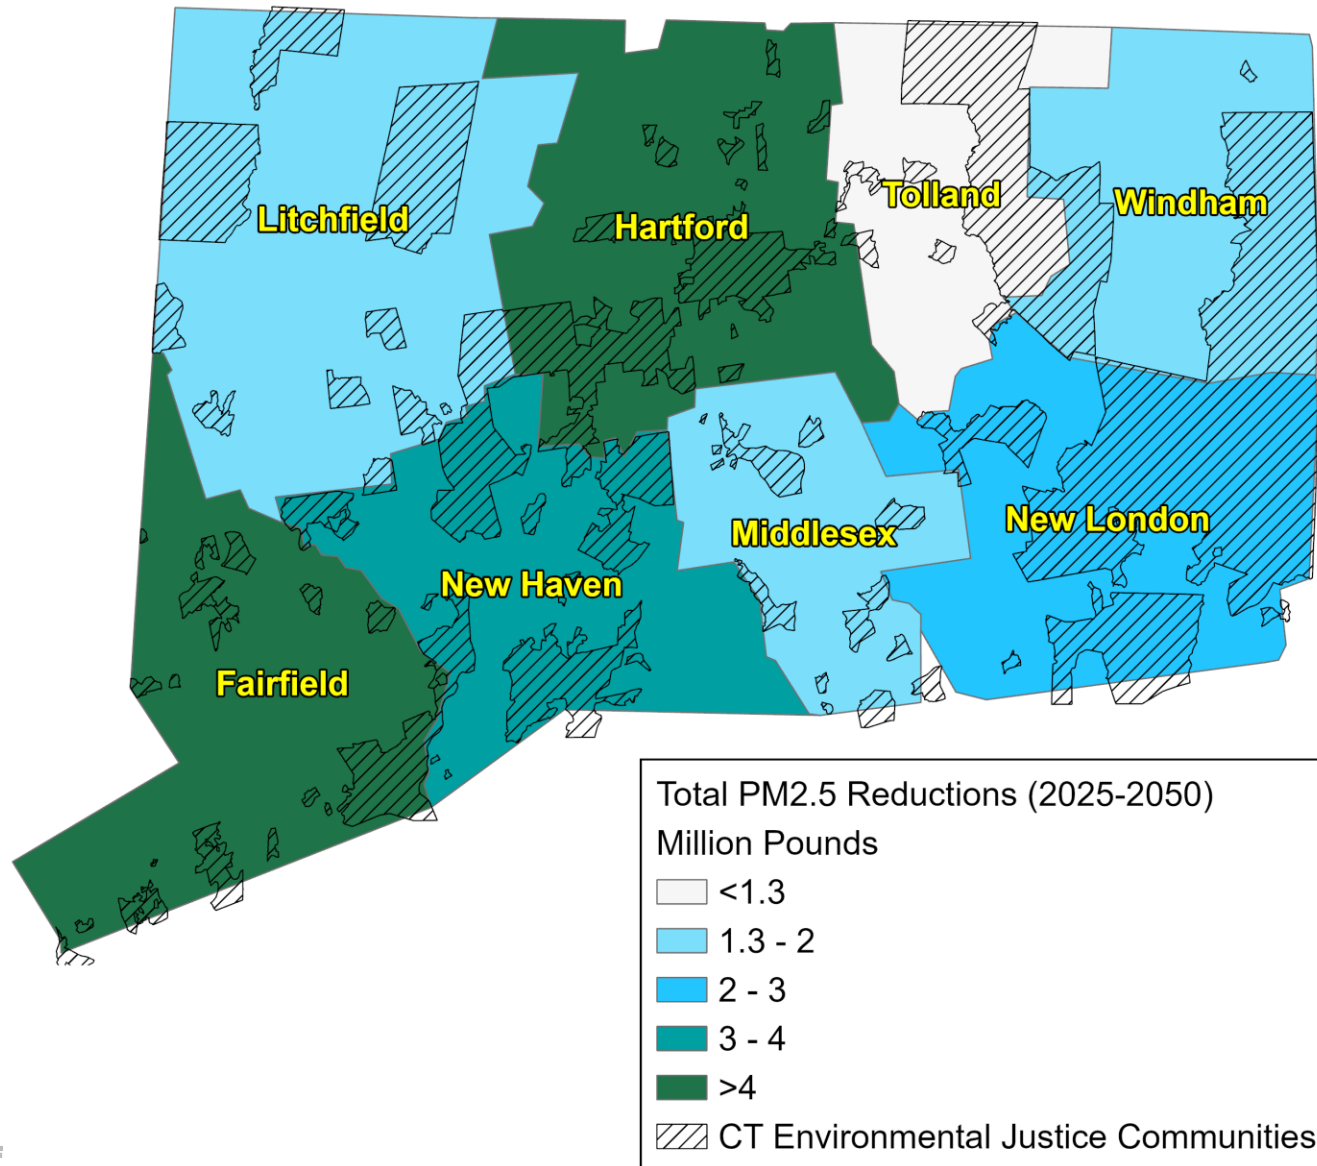 Litchfield
Hartford
Tolland
Windham
Middlesex
New London
New Haven
Fairfield
Total PM2.5 Reductions (2025-2050)
Million Pounds
<1.3
1.3 - 2
2 - 3
3 - 4
>4
CT Environmental Justice Communities